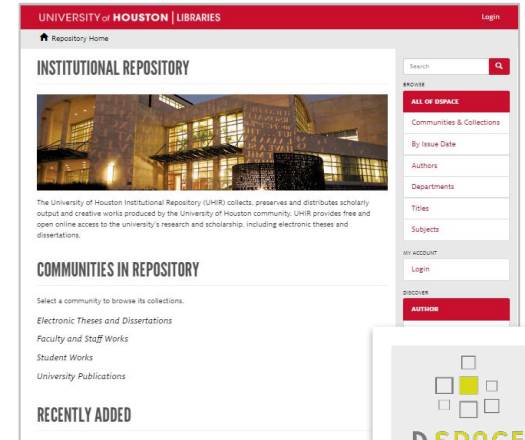 UNIVERSITY of HOUSTON | LIBRARIES
Login
Repository Home
INSTITUTIONAL REPOSITORY
The University of Houston Institutional Repository (UHIR) collects, preserves and distributes scholarly
output and creative works produced by the University of Houston community. UHIR provides free and
open online access to the university's research and scholarship, including electronic theses and
dissertations.
COMMUNITIES IN REPOSITORY
Select a community to browse its collections.
Electronic Theses and Dissertations
Faculty and Staff Works
Student Works
University Publications
RECENTLY ADDED
Search
BROWSE
ALL OF DSPACE
Communities & Collections
By Issue Date
Authors
Departments
Titles
Subjects
MY ACCOUNT
Login
DISCOVER
AUTHOR
DSPACE